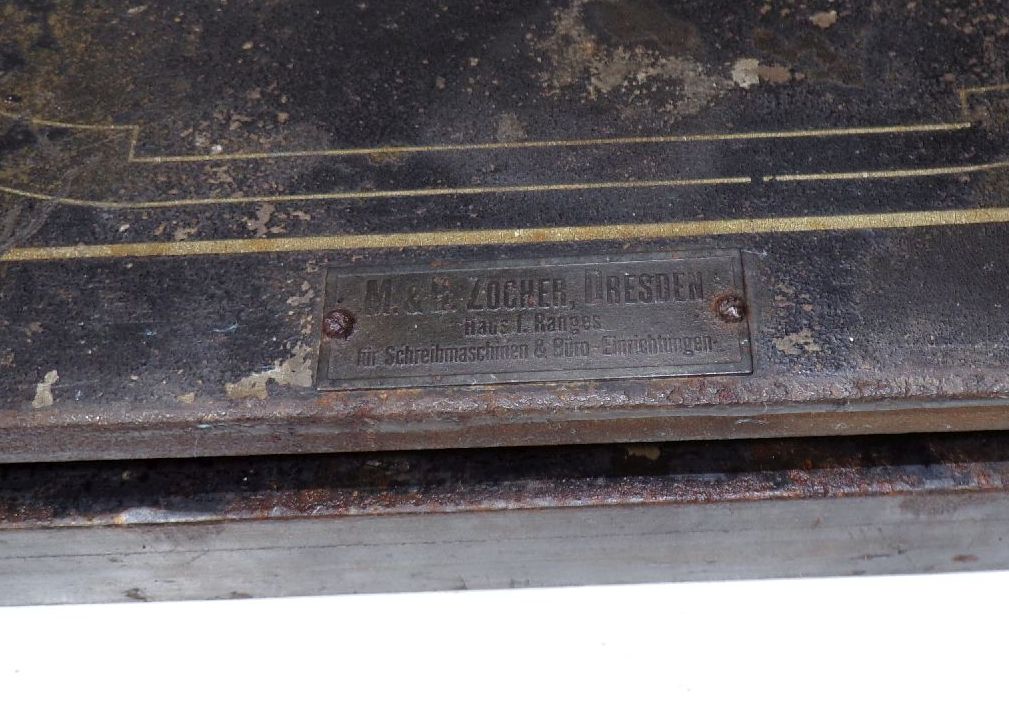 M. & R. ZOCHER, DRESDEN
Haus I. Ranges
für Schreibmaschinen & Büro-Einrichtungen.